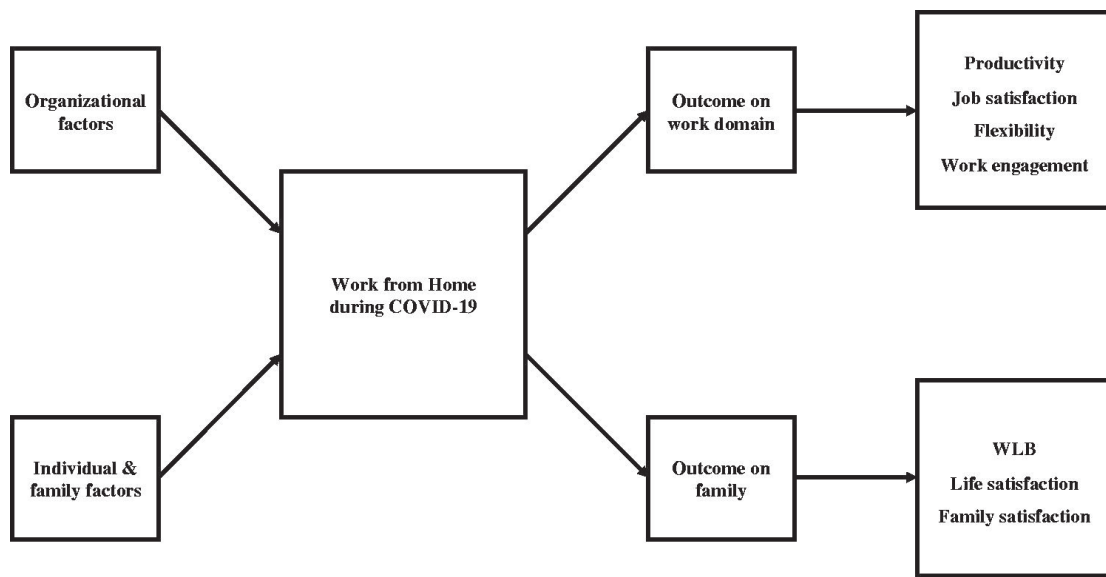 Organizational
factors
Individual &
family factors
Work from Home
during COVID-19
Outcome on
work domain
Productivity
Job satisfaction
Flexibility
Work engagement
Outcome on
family
WLB
Life satisfaction
Family satisfaction